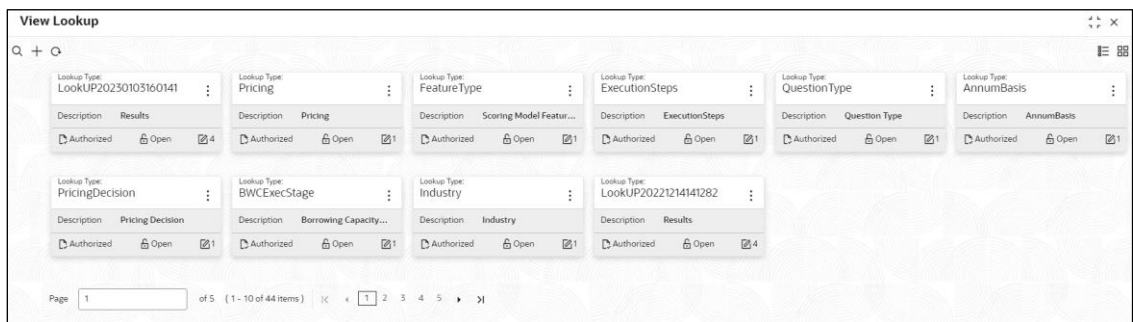 View Lookup
Lookup Type: Lookup Type: Lookup Type: Lookup Type: Lookup Type: Lookup Type:
LookUP20230103160141 Pricing FeatureType ExecutionSteps QuestionType AnnumBasis
Description Results Description Pricing Description Scoring Model Featur... Description ExecutionSteps Description Question Type Description AnnumBasis
Authorized Open 4 Authorized Open 1 Authorized Open 1 Authorized Open 1 Authorized Open 1 Authorized Open 1
Lookup Type: Lookup Type: Lookup Type: Lookup Type:
PricingDecision BWCExecStage Industry LookUP20221214141282
Description Pricing Decision Description Borrowing Capacity... Description Industry Description Results
Authorized Open 1 Authorized Open 1 Authorized Open 1 Authorized Open 4
Page 1 of 5 (1 - 10 of 44 items) 1 2 3 4 5